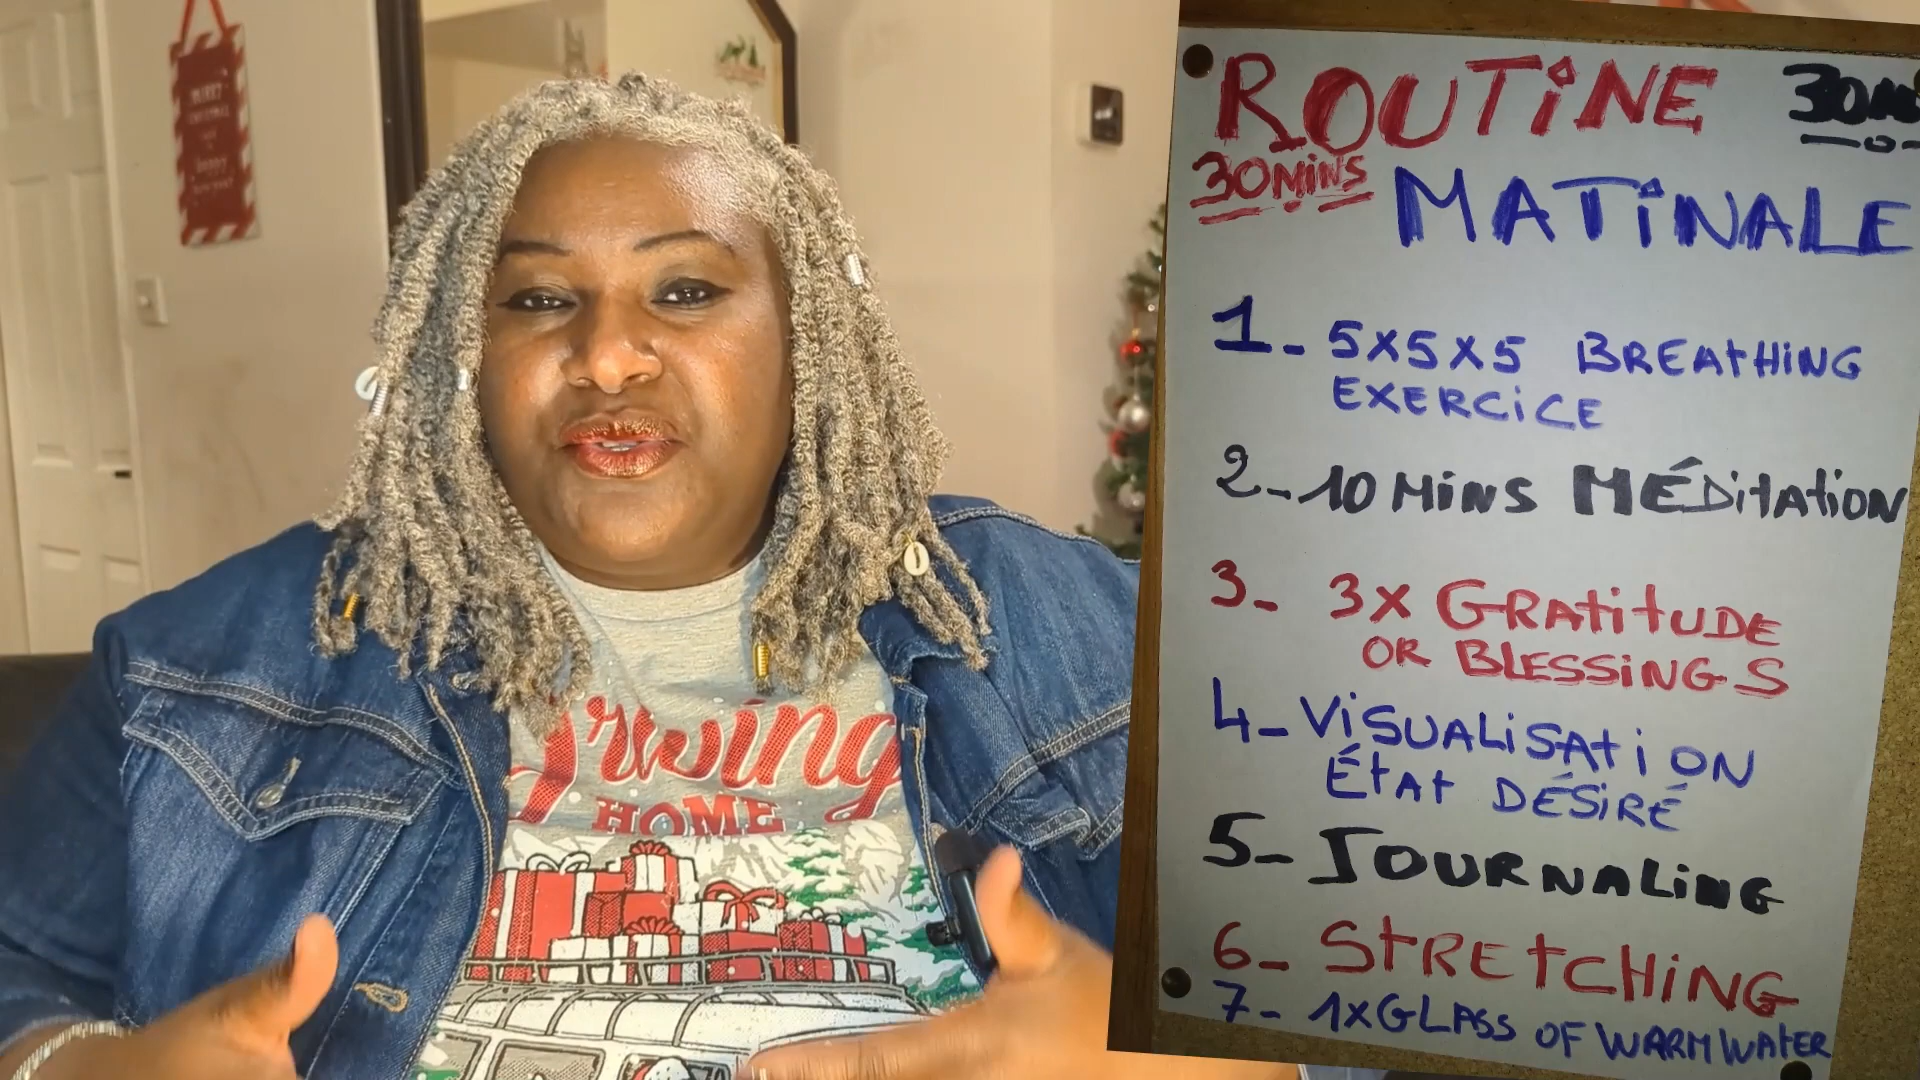 ROUTINE
30MiNS
MATiNALE
1- 5x5x5 BREATHiNG
EXERCiCE
2-10 MiNS MÉDitAtiON
3- 3X GRAtitUDE
OR BLESSiNGS
4-ViSUALiSAtiON
ÉtAt DÉSiRÉ
5- JOURNALiNG
6- StREtCHiNG
7- 1xGLASS OF WARM WAtER
HOME